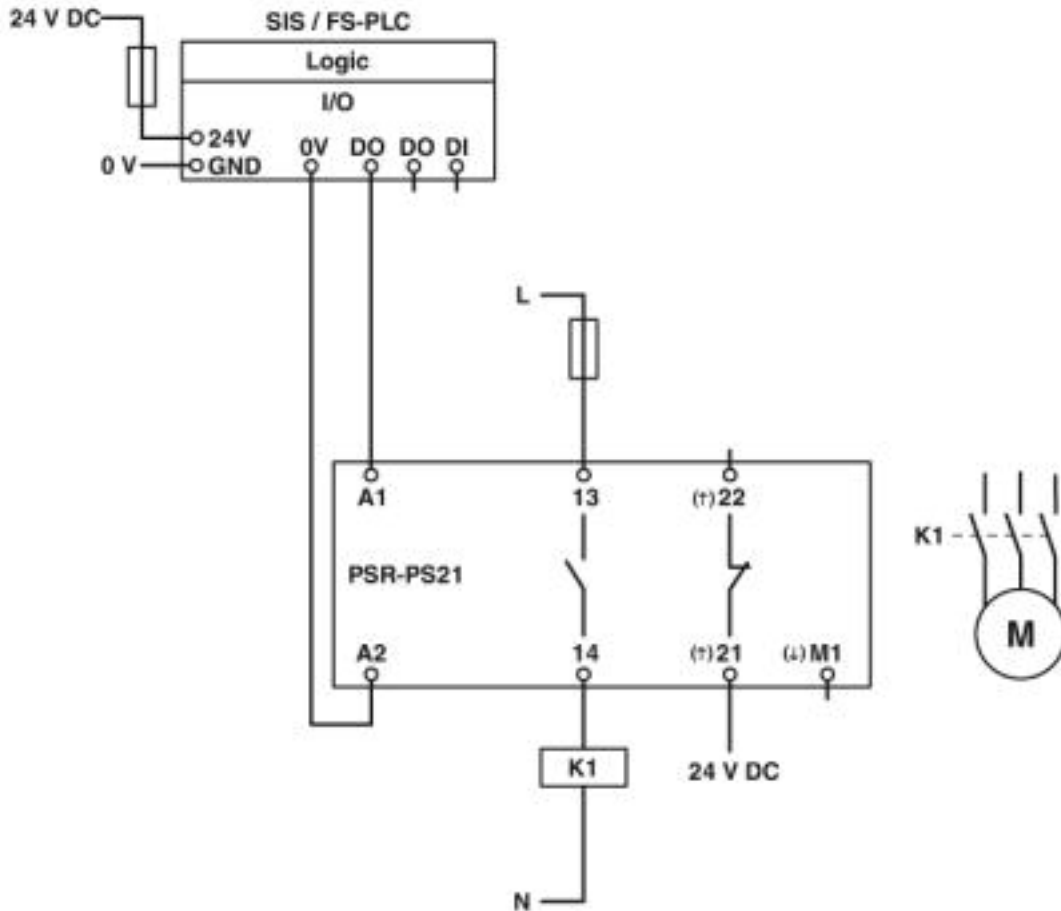 24 V DC
SIS / FS-PLC
Logic
I/O
24V
0V DO DO DI
0 V
GND
L
A1 13 (↑) 22
K1
PSR-PS21
M
A2 14 (↑) 21 (↓) M1
K1
24 V DC
N